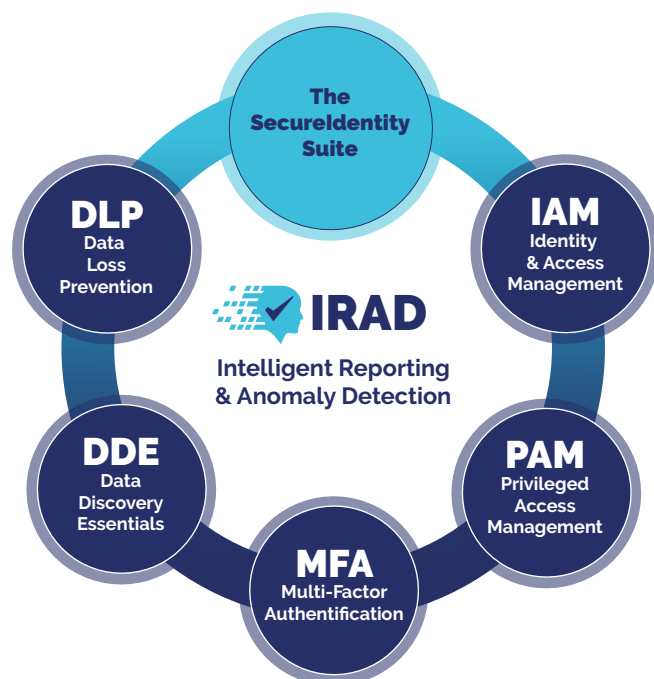 The
SecureIdentity
Suite
DLP
Data
Loss
Prevention
IAM
Identity
& Access
Management
IRAD
Intelligent Reporting
& Anomaly Detection
DDE
Data
Discovery
Essentials
PAM
Privileged
Access
Management
MFA
Multi-Factor
Authentification